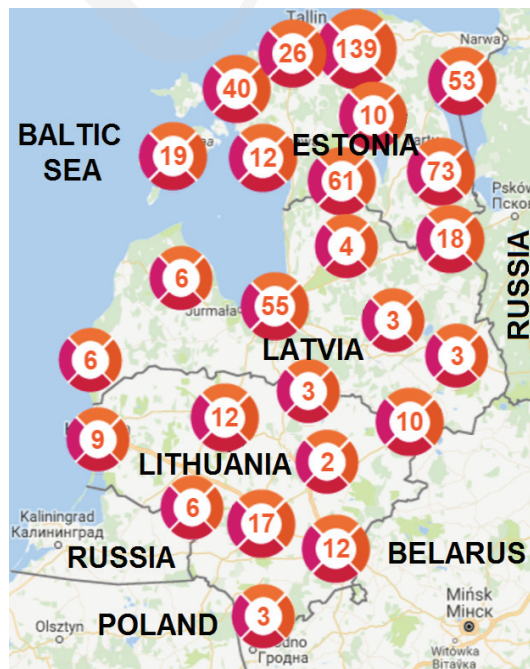 Tallin
Narwa
26
139
53
40
10
BALTIC
SEA
19
12
ESTONIA
61
73
Psków
Псков
18
4
RUSSIA
6
Jurmala
55
3
LATVIA
3
6
3
12
10
9
LITHUANIA
2
Kaliningrad
Калининград
6
17
12
RUSSIA
BELARUS
Mińsk
Мінск
3
POLAND
Olsztyn
Гродна
Witówka
Вітаўка